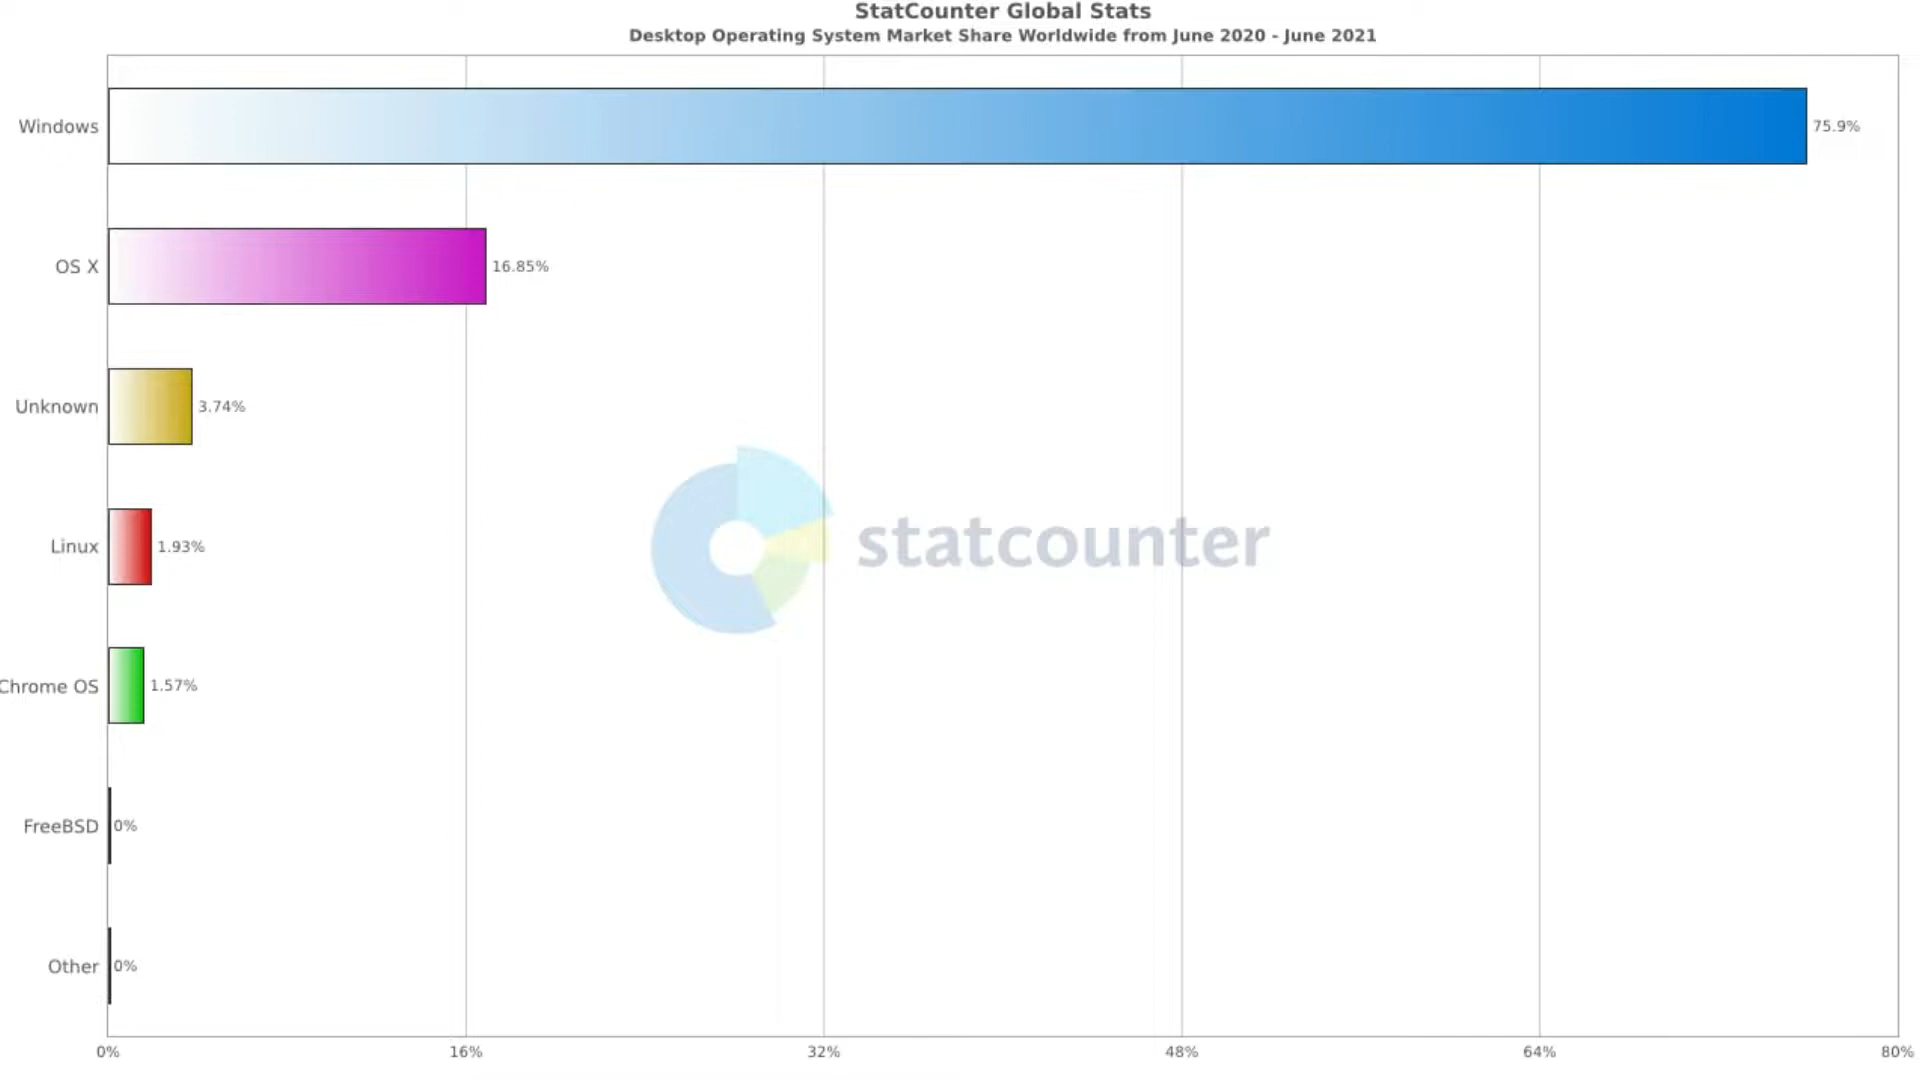 StatCounter Global Stats
Desktop Operating System Market Share Worldwide from June 2020 - June 2021
Windows 75.9%
OS X 16.85%
Unknown 3.74%
Linux 1.93%
Chrome OS 1.57%
FreeBSD 0%
Other 0%
statcounter
0% 16% 32% 48% 64% 80%